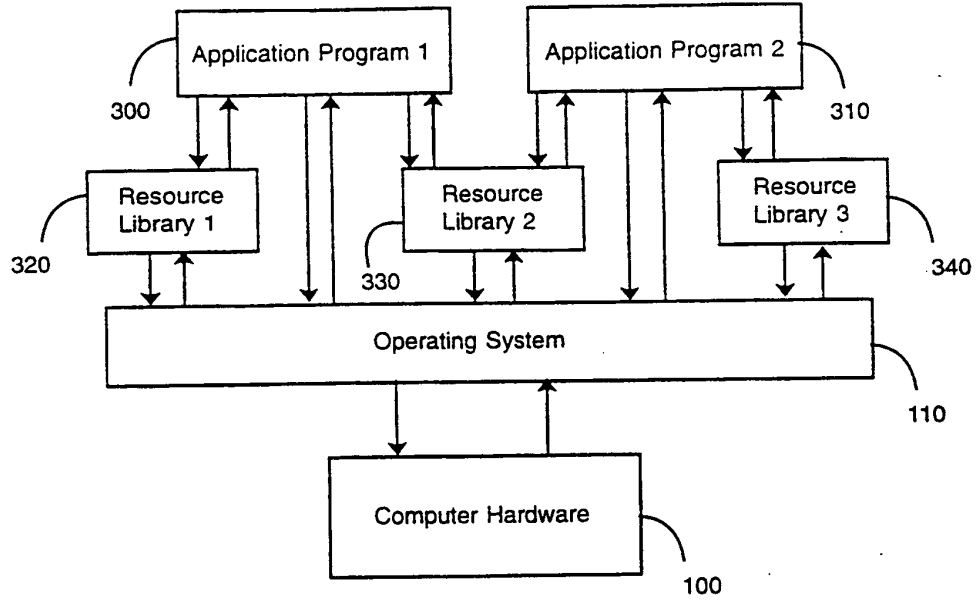 Application Program 1
Application Program 2
300
310
Resource
Library 1
Resource
Library 2
Resource
Library 3
320
330
340
Operating System
110
Computer Hardware
100